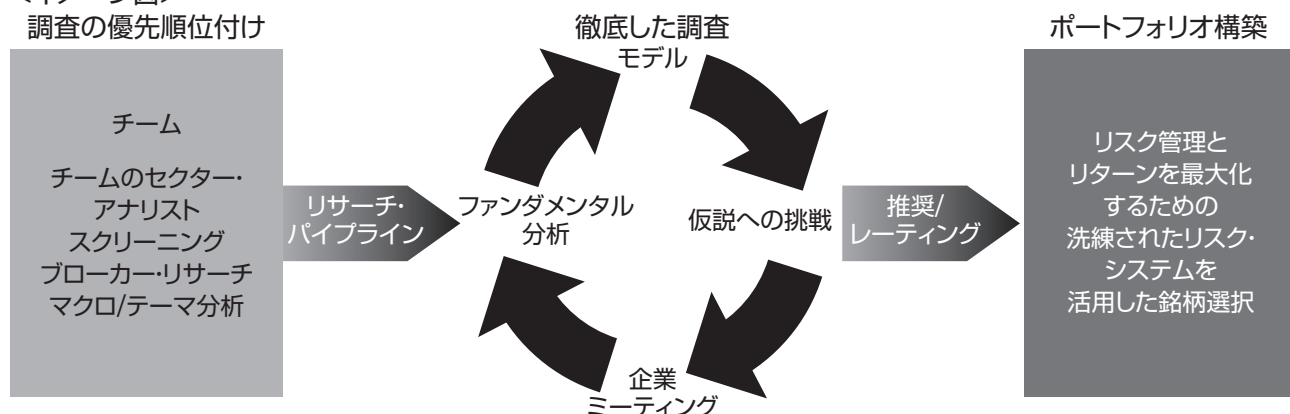 調査の優先順位付け
チーム
チームのセクター・
アナリスト
スクリーニング
ブローカー・リサーチ
マクロ/テーマ分析
リサーチ・
パイプライン
徹底した調査
モデル
ファンダメンタル
分析
仮説への挑戦
企業
ミーティング
推奨/
レーティング
ポートフォリオ構築
リスク管理と
リターンを最大化
するための
洗練されたリスク・
システムを
活用した銘柄選択